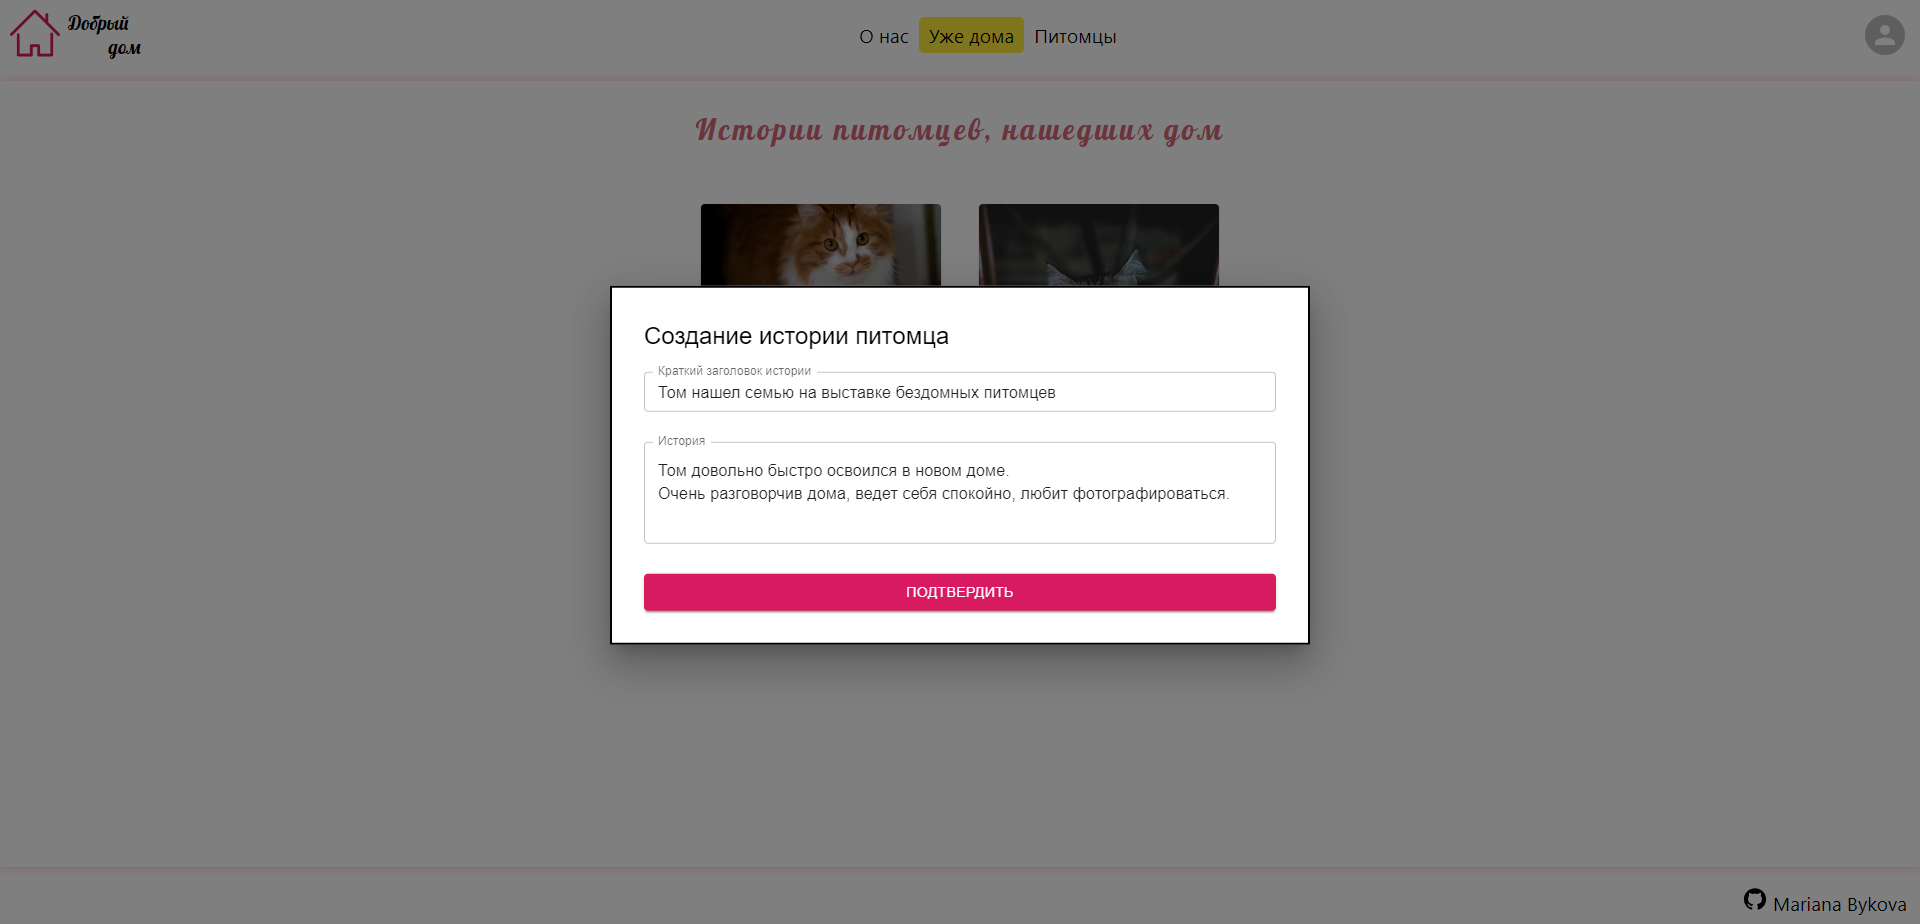 Добрый
дом
О нас
Уже дома
Питомцы
Истории питомцев, нашедших дом
Создание истории питомца
Краткий заголовок истории
Том нашел семью на выставке бездомных питомцев
История
Том довольно быстро освоился в новом доме.
Очень разговорчив дома, ведет себя спокойно, любит фотографироваться.
ПОДТВЕРДИТЬ
Mariana Bykova